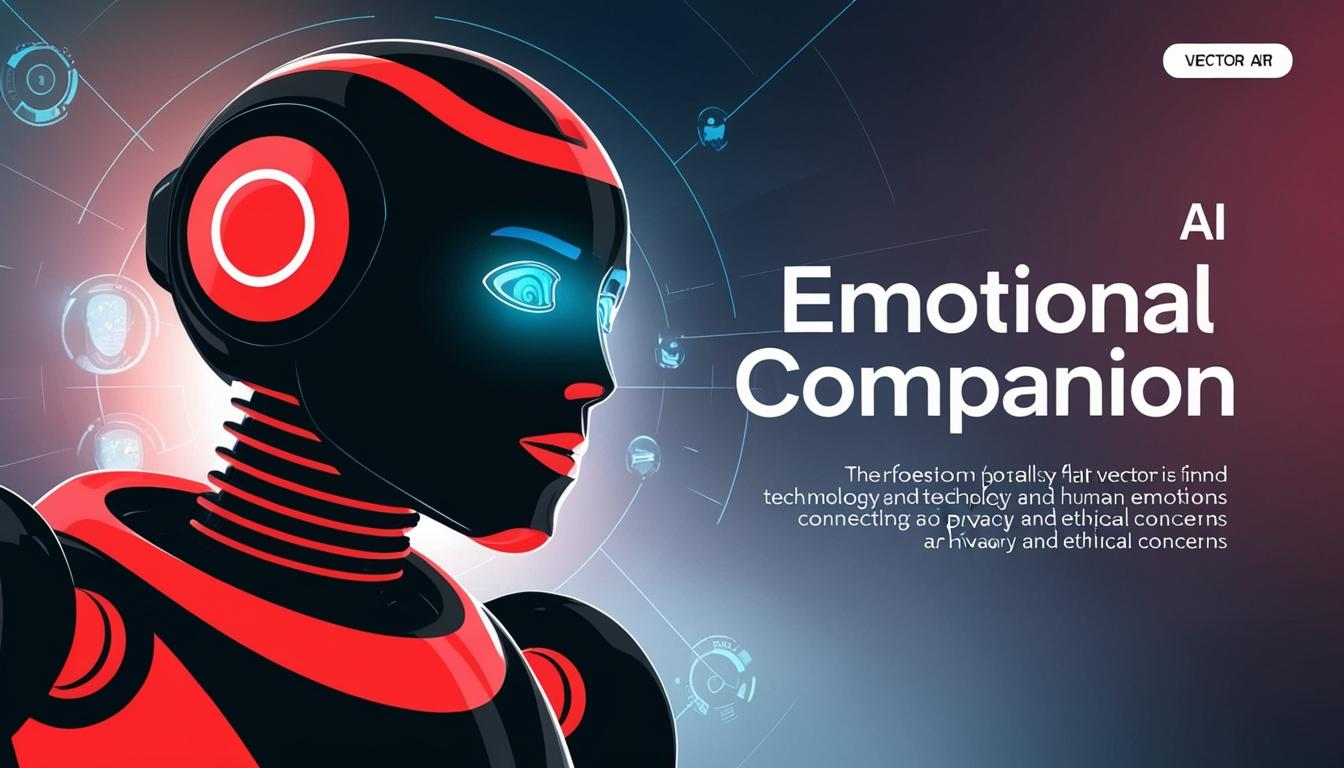 VECTOR AIR
AI
Emotional
Companion
flat vector is
technology and and human emotions
connecting and ethical concerns
and ethical concerns